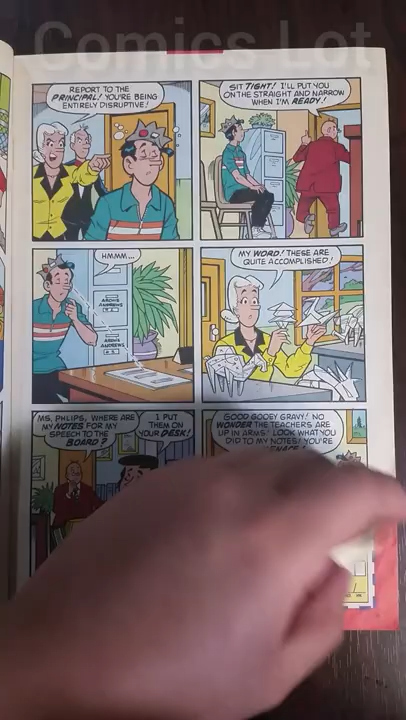 Comics Lot
REPORT TO THE
PRINCIPAL! YOU'RE BEING
ENTIRELY DISRUPTIVE!
SIT TIGHT! I'LL PUT YOU
ON THE STRAIGHT AND NARROW
WHEN I'M READY!
HMMM...
MY WORD! THESE ARE
QUITE ACCOMPLISHED!
MS. PHLIPS, WHERE ARE
MY NOTES FOR MY
SPEECH TO THE
BOARD?
I PUT
THEM ON
YOUR DESK!
GOOD GOOEY GRAVY! NO
WONDER THE TEACHERS ARE
UP IN ARMS! LOOK WHAT YOU
DID TO MY NOTES! YOU'RE